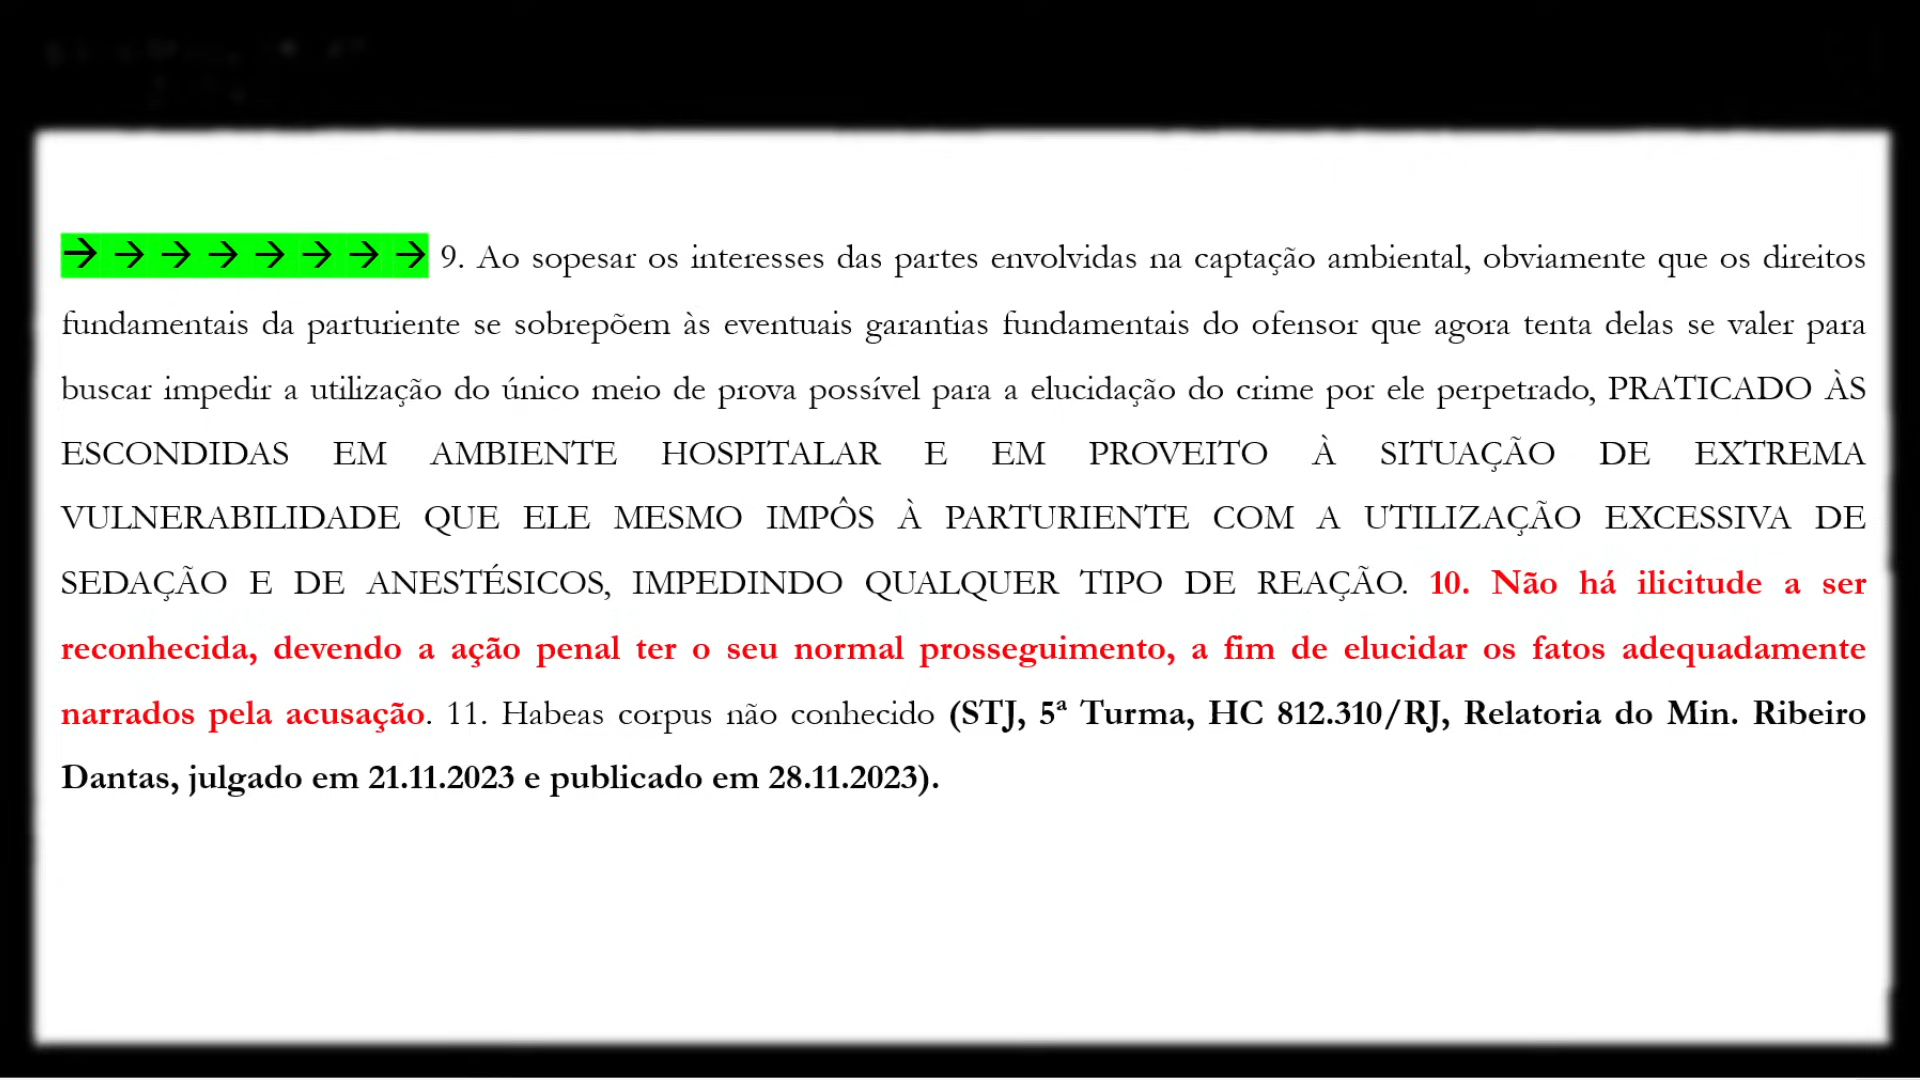 → → → → → → → → 9. Ao sopesar os interesses das partes envolvidas na captação ambiental, obviamente que os direitos
fundamentais da parturiente se sobrepõem às eventuais garantias fundamentais do ofensor que agora tenta delas se valer para
buscar impedir a utilização do único meio de prova possível para a elucidação do crime por ele perpetrado, PRATICADO ÀS
ESCONDIDAS EM AMBIENTE HOSPITALAR E EM PROVEITO À SITUAÇÃO DE EXTREMA
VULNERABILIDADE QUE ELE MESMO IMPÔS À PARTURIENTE COM A UTILIZAÇÃO EXCESSIVA DE
SEDAÇÃO E DE ANESTÉSICOS, IMPEDINDO QUALQUER TIPO DE REAÇÃO. 10. Não há ilicitude a ser
reconhecida, devendo a ação penal ter o seu normal prosseguimento, a fim de elucidar os fatos adequadamente
narrados pela acusação. 11. Habeas corpus não conhecido (STJ, 5ª Turma, HC 812.310/RJ, Relatoria do Min. Ribeiro
Dantas, julgado em 21.11.2023 e publicado em 28.11.2023).